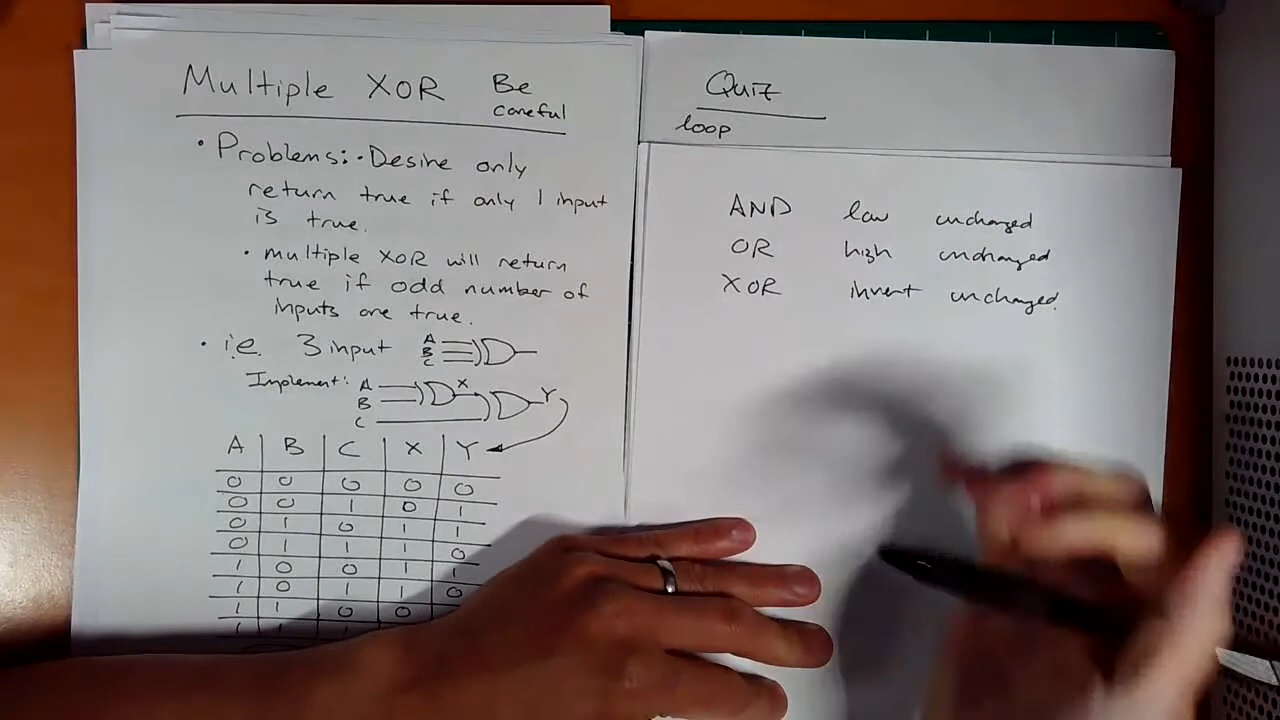 Multiple XOR Be careful
• Problems: • Desire only
return true if only 1 input
is true.
• multiple XOR will return
true if odd number of
inputs are true.
• i.e. 3 input A B C
Implement: A B C X Y
A B C X Y
0 0 0 0 0
0 0 1 0 1
0 1 0 1 1
0 1 1 1 0
1 0 0 1 1
1 0 1 1 0
1 1 0 0
1 1 1
Quiz
loop
AND low unchanged
OR high unchanged
XOR invert unchanged.